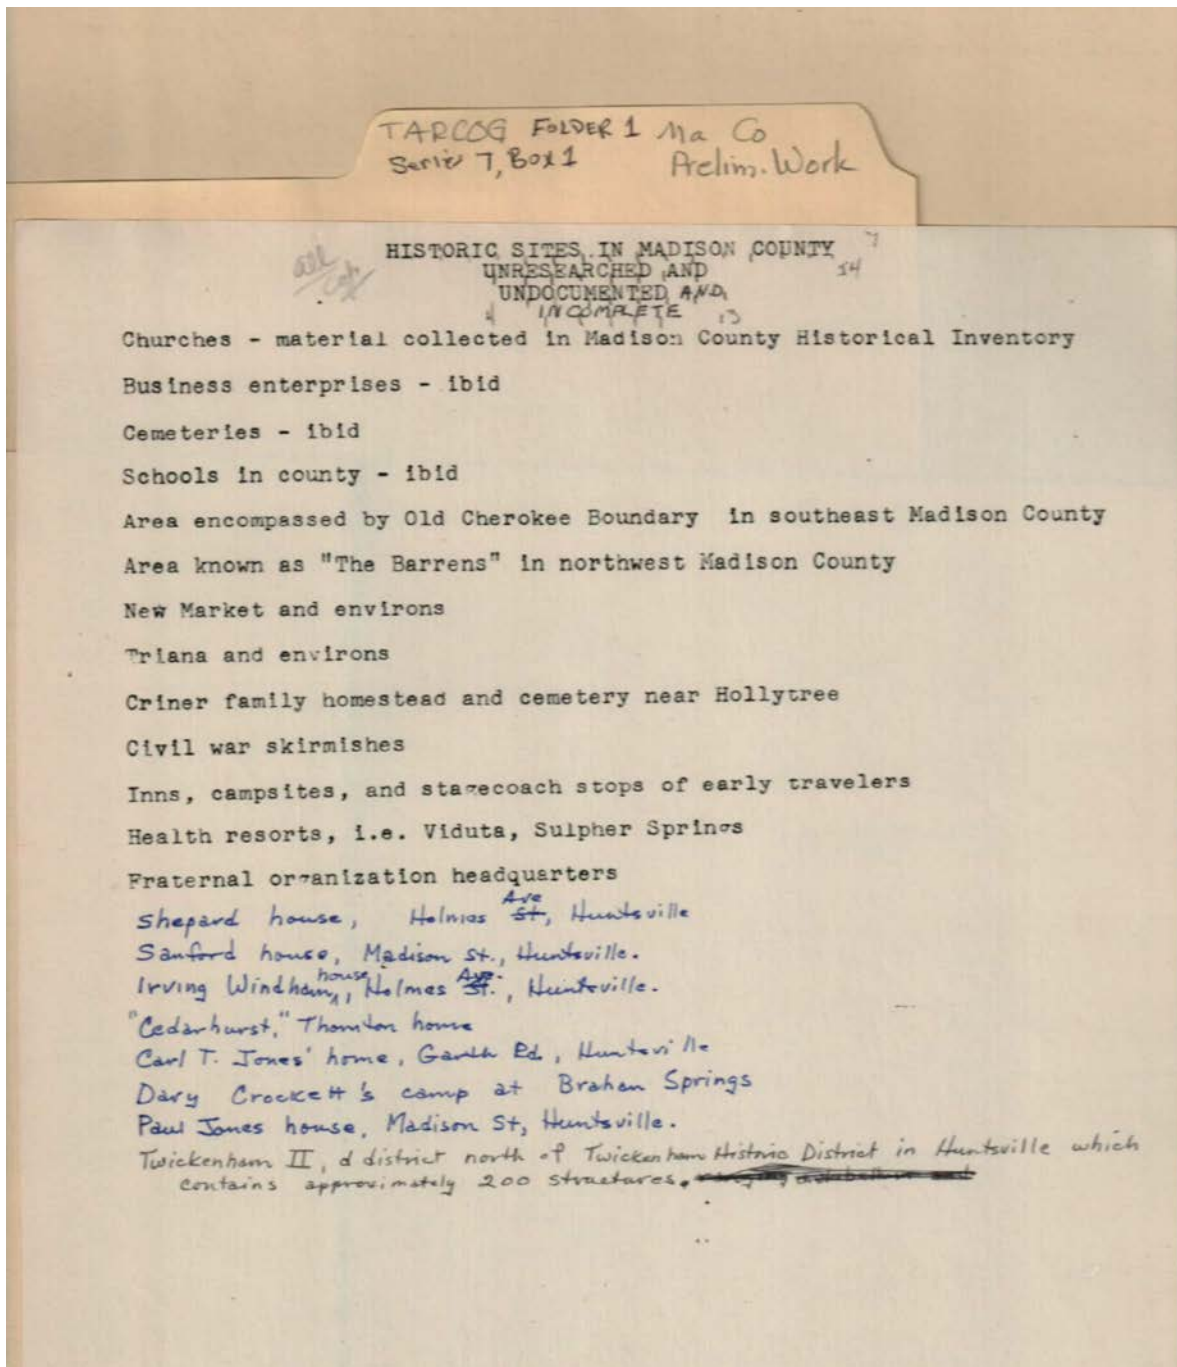 TARCOG FOLDER 1 Ma Co
Series 7, Box 1 Prelim. Work
HISTORIC SITES IN MADISON COUNTY
UNRESEARCHED AND
UNDOCUMENTED AND
INCOMPLETE
Churches - material collected in Madison County Historical Inventory
Business enterprises - ibid
Cemeteries - ibid
Schools in county - ibid
Area encompassed by Old Cherokee Boundary in southeast Madison County
Area known as "The Barrens" in northwest Madison County
New Market and environs
Triana and environs
Criner family homestead and cemetery near Hollytree
Civil war skirmishes
Inns, campsites, and stagecoach stops of early travelers
Health resorts, i.e. Viduta, Sulpher Springs
Fraternal organization headquarters
Shepard house, Holmes St Ave, Huntsville
Sanford house, Madison St., Huntsville.
Irving Windham house, Holmes St. Ave., Huntsville.
"Cedarhurst," Thornton home
Carl T. Jones' home, Garth Rd, Huntsville
Davy Crockett's camp at Brahan Springs
Paul Jones house, Madison St, Huntsville.
Twickenham II, a district north of Twickenham Historic District in Huntsville which
contains approximately 200 structures.